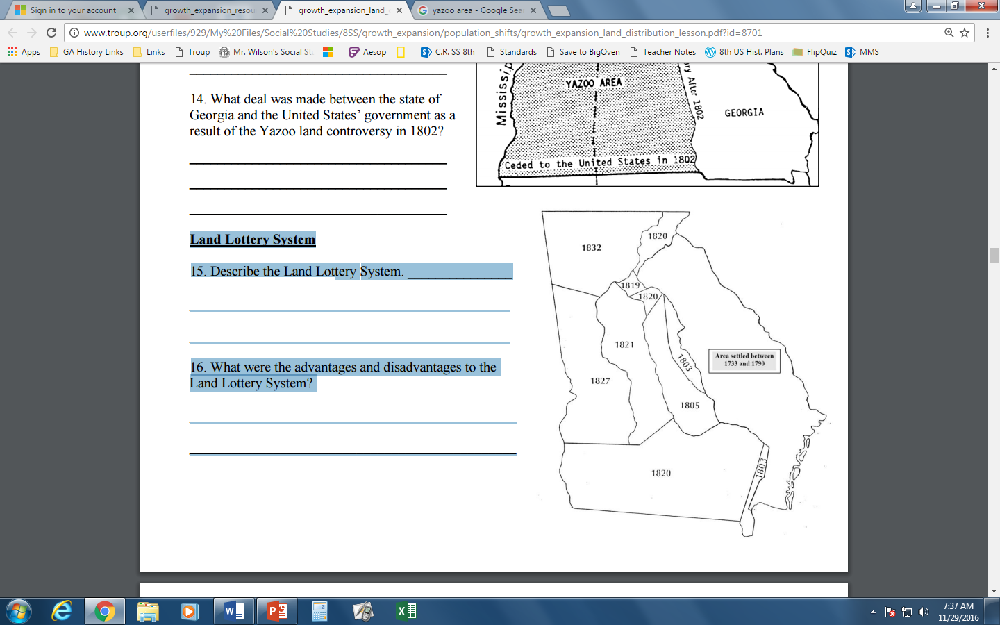 Sign in to your account
growth_expansion_resou
growth_expansion_land_
yazoo area - Google Sea
www.troup.org/userfiles/929/My%20Files/Social%20Studies/8SS/growth_expansion/population_shifts/growth_expansion_land_distribution_lesson.pdf?id=8701
Apps
GA History Links
Links
Troup
Mr. Wilson's Social St
Aesop
C.R. SS 8th
Standards
Save to BigOven
Teacher Notes
8th US Hist. Plans
FlipQuiz
MMS
14. What deal was made between the state of
Georgia and the United States' government as a
result of the Yazoo land controversy in 1802?
Mississip
YAZOO AREA
ary After 1802
GEORGIA
Ceded to the United States in 1802
Land Lottery System
15. Describe the Land Lottery System.
16. What were the advantages and disadvantages to the
Land Lottery System?
1832
1820
1819
1820
1821
1803
Area settled between
1733 and 1790
1827
1805
1820
1803
7:37 AM
11/29/2016